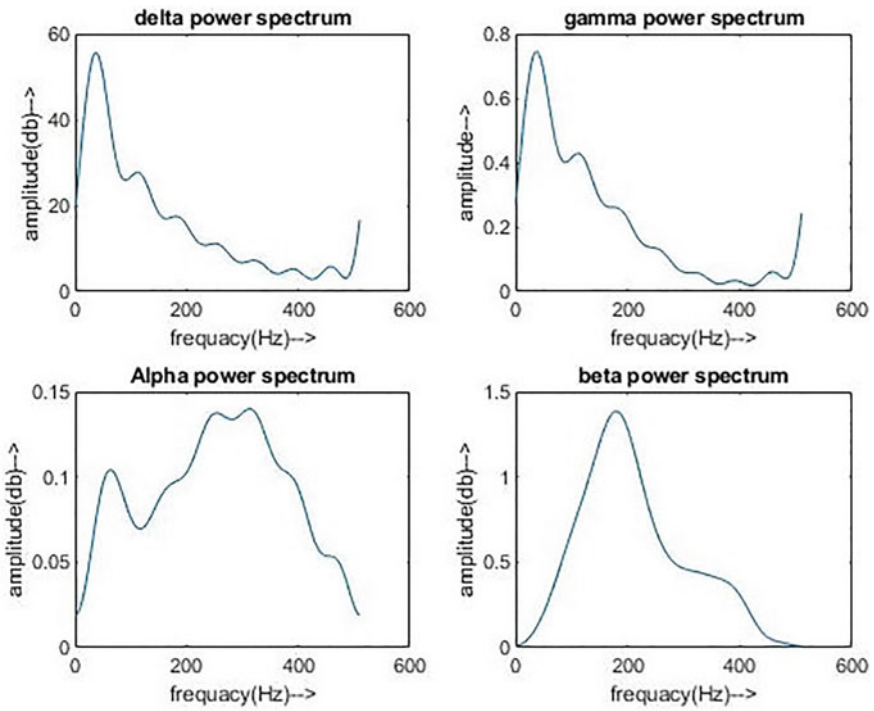 delta power spectrum
60
40
20
0
amplitude(db)-->
0 200 400 600
frequacy(Hz)-->
gamma power spectrum
0.8
0.6
0.4
0.2
0
amplitude-->
0 200 400 600
frequacy(Hz)-->
Alpha power spectrum
0.15
0.1
0.05
0
amplitude(db)-->
0 200 400 600
frequacy(Hz)-->
beta power spectrum
1.5
1
0.5
0
amplitude(db)-->
0 200 400 600
frequacy(Hz)-->